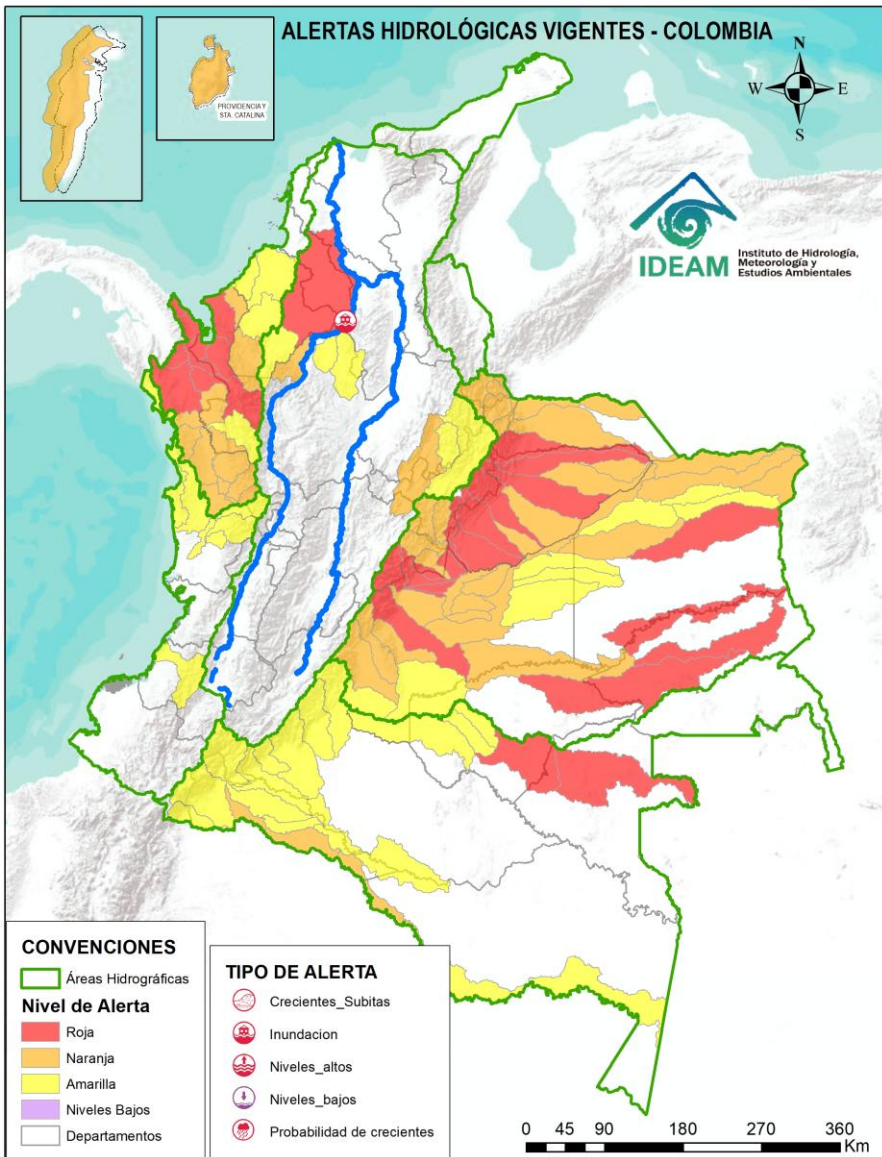 ALERTAS HIDROLÓGICAS VIGENTES - COLOMBIA
PROVIDENCIA Y
STA. CATALINA
N
W
E
S
IDEAM
Instituto de Hidrología,
Meteorología y
Estudios Ambientales
CONVENCIONES
Áreas Hidrográficas
Nivel de Alerta
Roja
Naranja
Amarilla
Niveles Bajos
Departamentos
TIPO DE ALERTA
Crecientes_Subitas
Inundacion
Niveles_altos
Niveles_bajos
Probabilidad de crecientes
0 45 90 180 270 360
Km